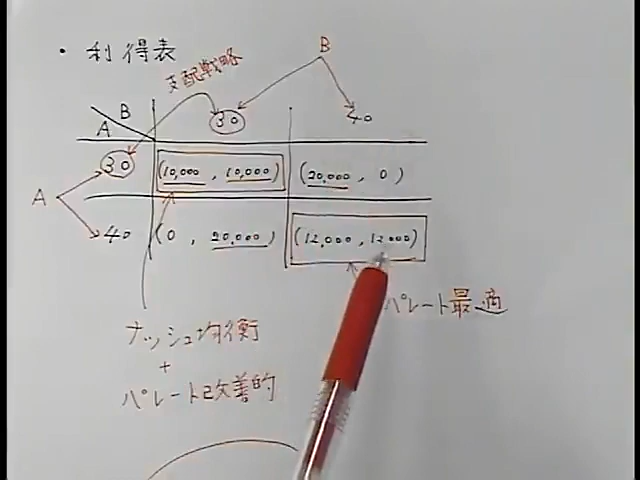 ・利得表
支配戦略
B
B
A
30
40
A
30
(10,000 , 10,000)
(20,000 , 0)
40
(0 , 20,000)
(12,000 , 12,000)
パレート最適
ナッシュ均衡
+
パレート改善的